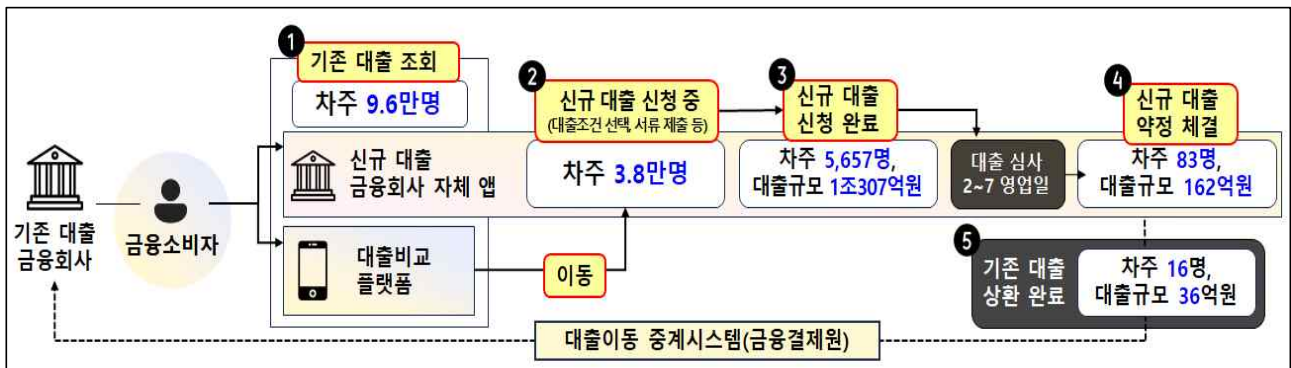 1
기존 대출 조회
차주 9.6만명
2
신규 대출 신청 중
(대출조건 선택, 서류 제출 등)
차주 3.8만명
3
신규 대출
신청 완료
차주 5,657명,
대출규모 1조307억원
대출 심사
2~7 영업일
4
신규 대출
약정 체결
차주 83명,
대출규모 162억원
기존 대출
금융회사
금융소비자
신규 대출
금융회사 자체 앱
대출비교
플랫폼
이동
5
기존 대출
상환 완료
차주 16명,
대출규모 36억원
대출이동 중계시스템(금융결제원)